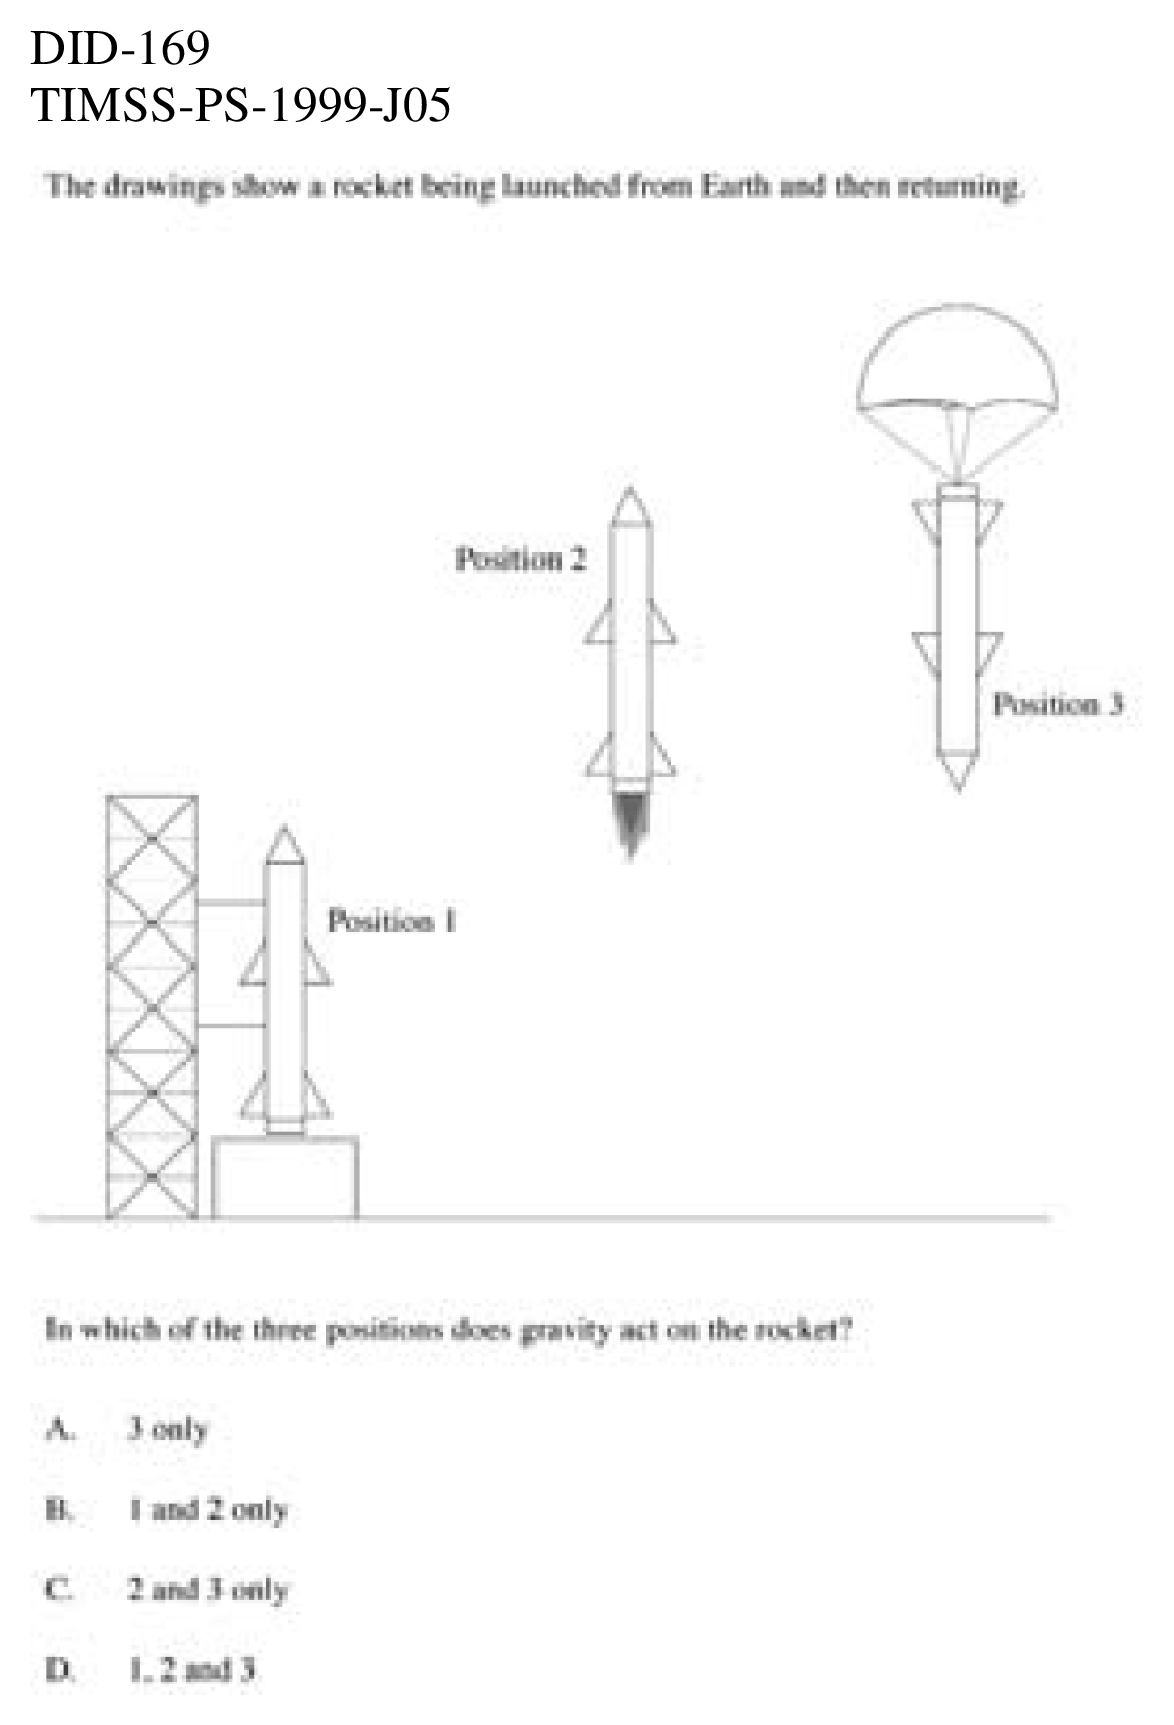 DID-169
TIMSS-PS-1999-J05
The drawings show a rocket being launched from Earth and then returning.
Position 2
Position 3
Position 1
In which of the three positions does gravity act on the rocket?
A. 3 only
B. 1 and 2 only
C. 2 and 3 only
D. 1, 2 and 3